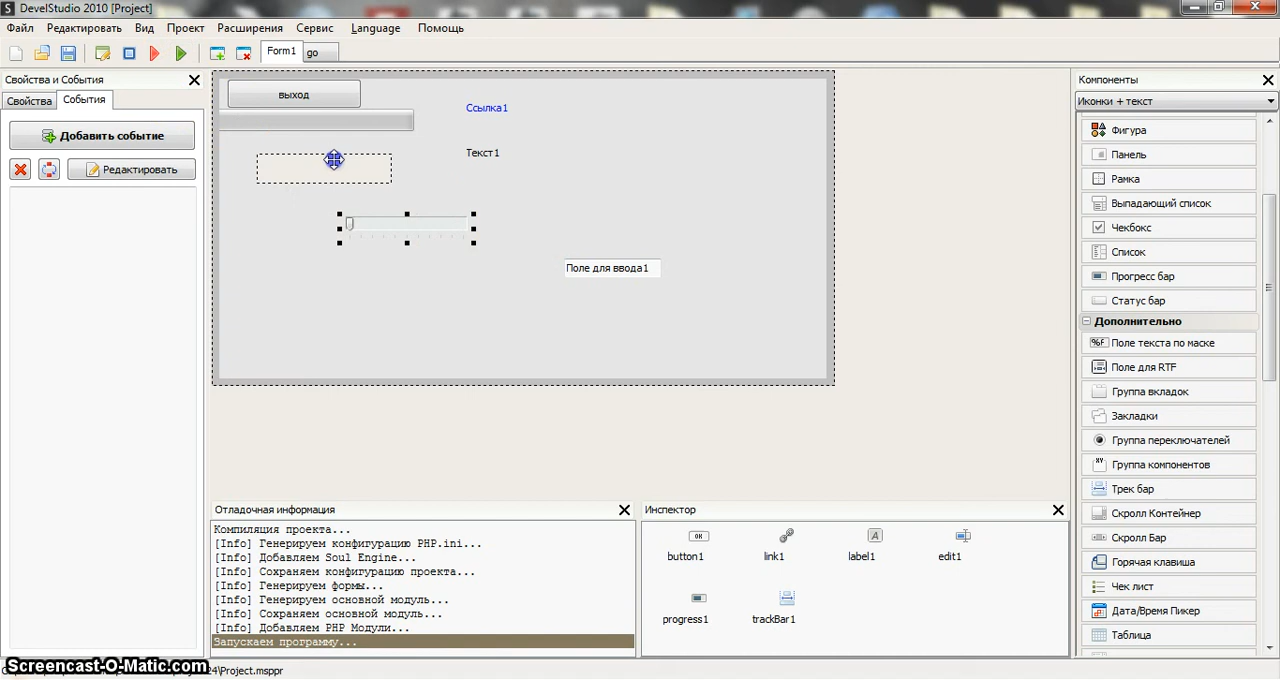 DevelStudio 2010 [Project]
Файл Редактировать Вид Проект Расширения Сервис Language Помощь
Form1 go
Свойства и События
Свойства События
Добавить событие
Редактировать
выход
Ссылка1
Текст1
Поле для ввода1
Отладочная информация
Компиляция проекта...
[Info] Генерируем конфигурацию PHP.ini...
[Info] Добавляем Soul Engine...
[Info] Сохраняем конфигурацию проекта...
[Info] Генерируем формы...
[Info] Генерируем основной модуль...
[Info] Сохраняем основной модуль...
[Info] Добавляем PHP Модули...
Запускаем программу...
Инспектор
button1 link1 label1 edit1
progress1 trackBar1
Компоненты
Иконки + текст
Фигура
Панель
Рамка
Выпадающий список
Чекбокс
Список
Прогресс бар
Статус бар
Дополнительно
Поле текста по маске
Поле для RTF
Группа вкладок
Закладки
Группа переключателей
Группа компонентов
Трек бар
Скролл Контейнер
Скролл Бар
Горячая клавиша
Чек лист
Дата/Время Пикер
Таблица
Screencast-O-Matic.com
24\Project.msppr